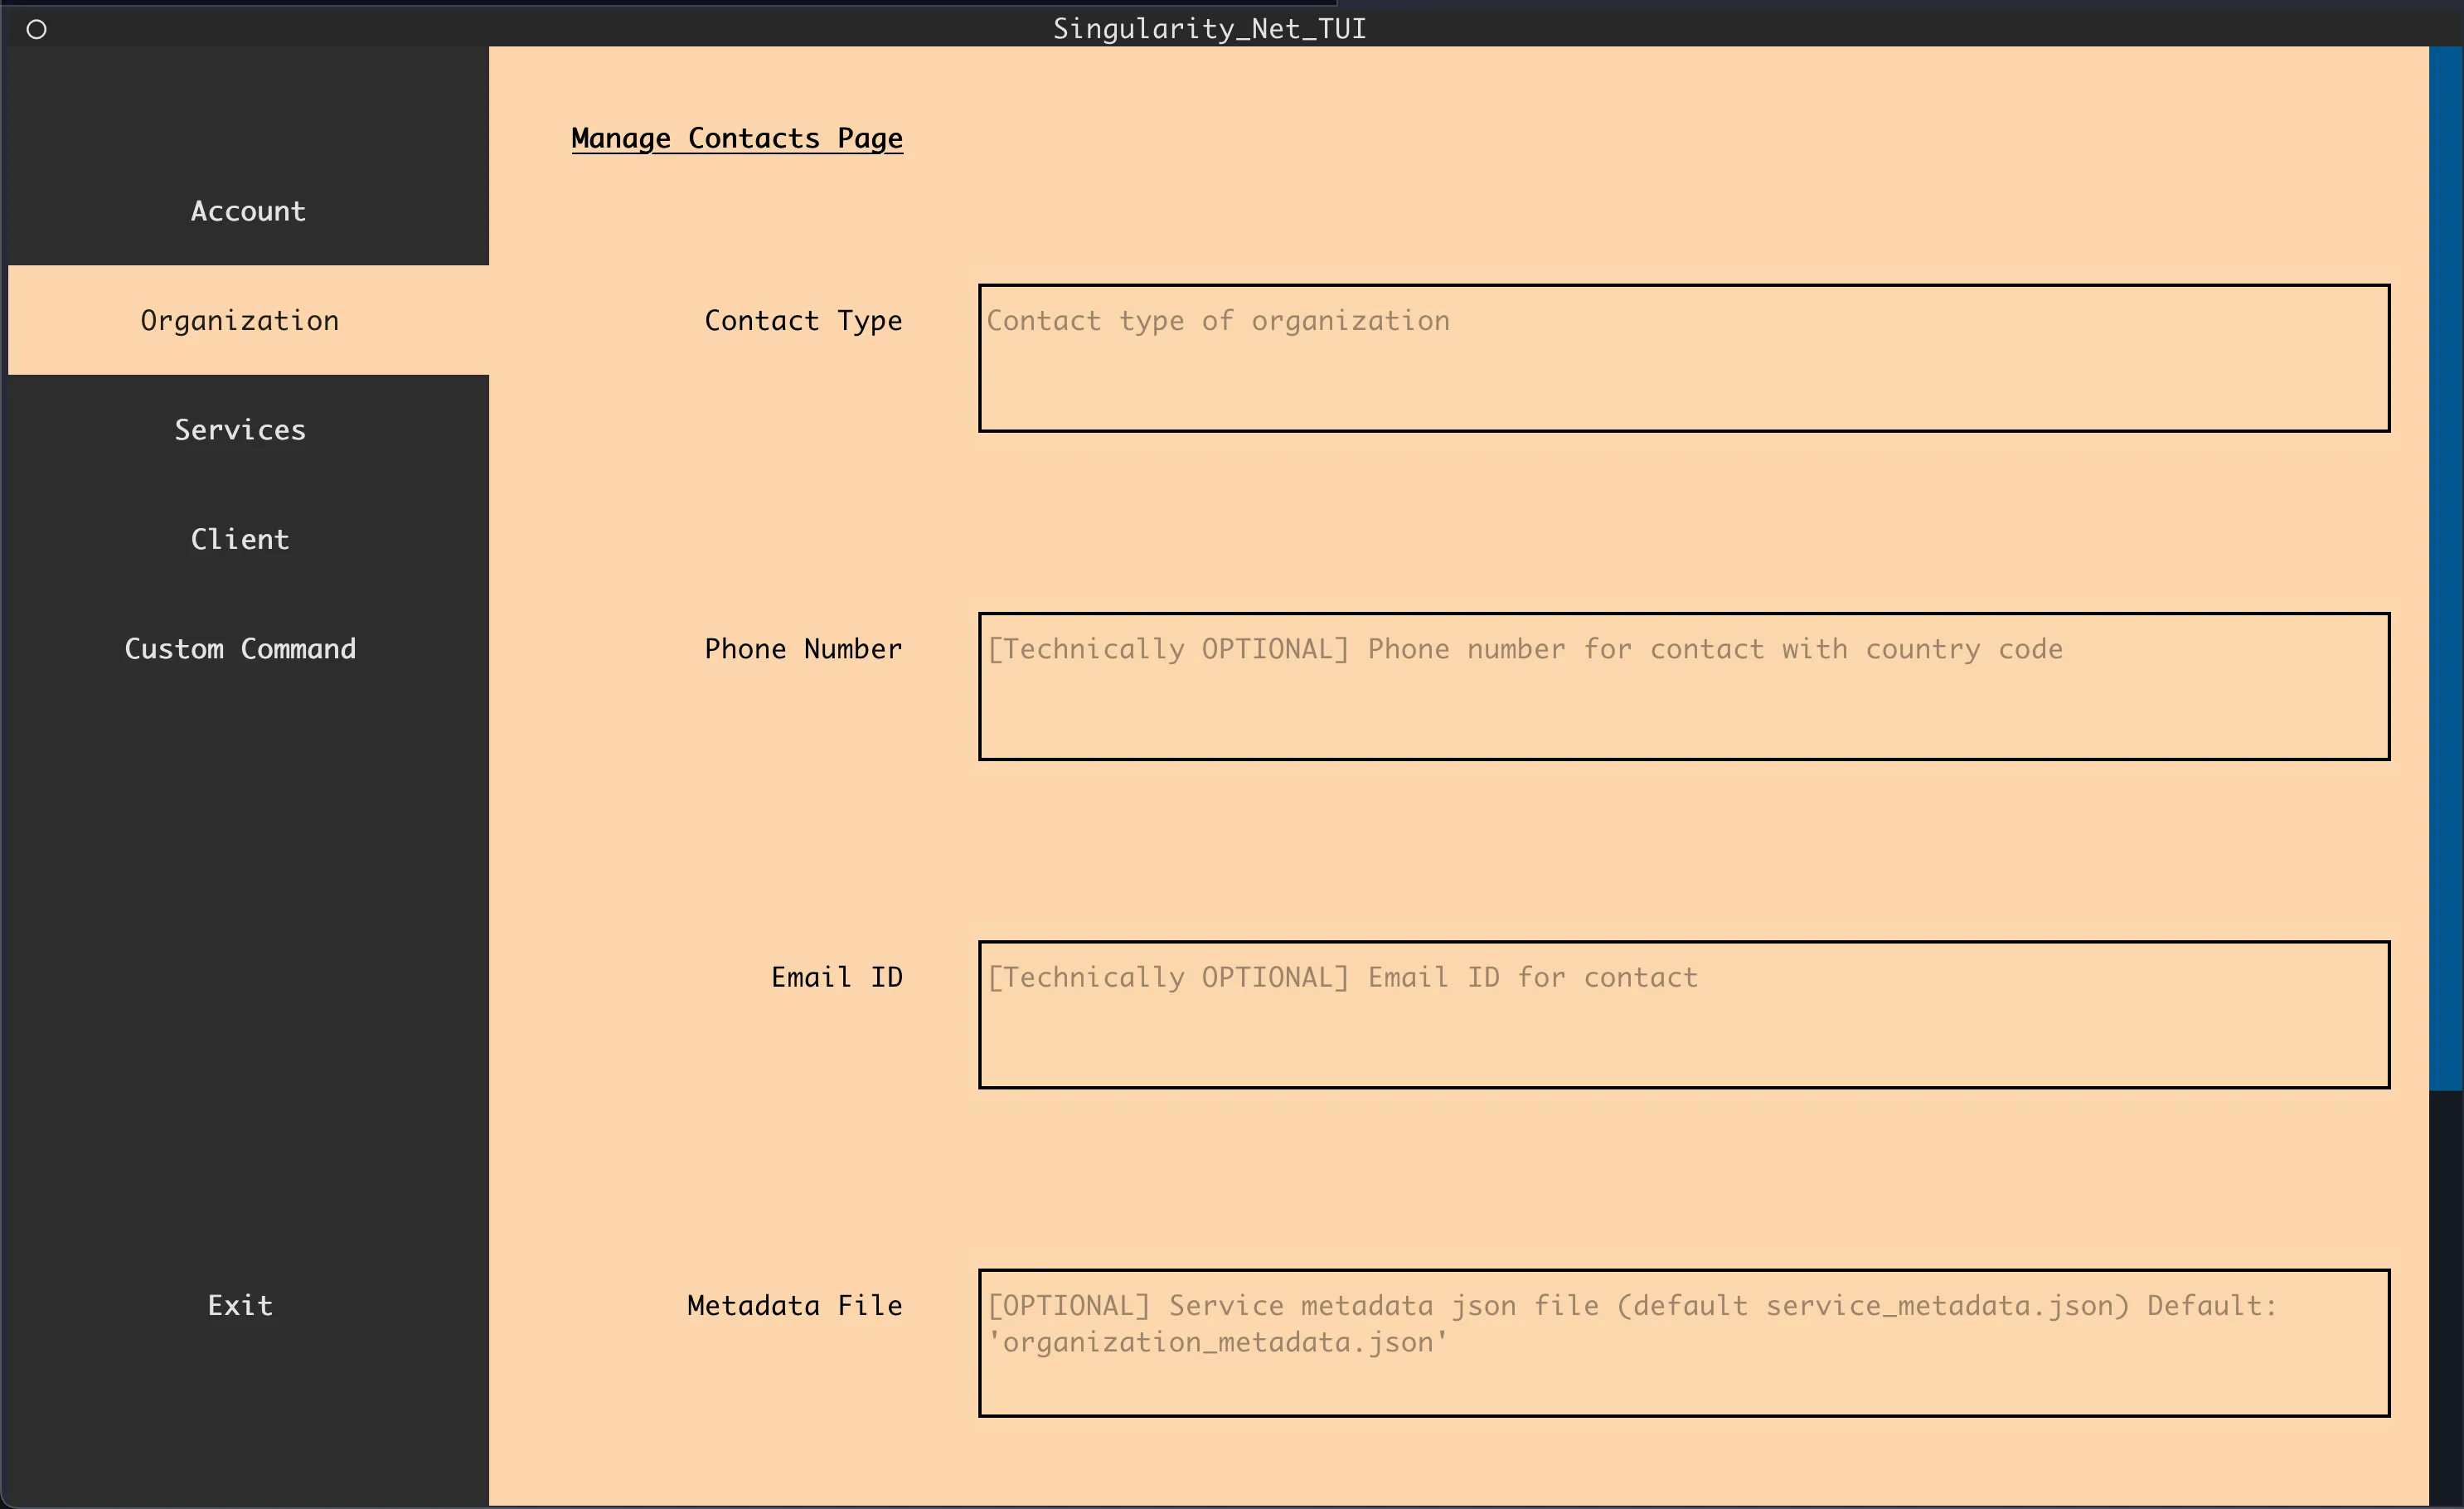 Singularity_Net_TUI
Manage Contacts Page
Account
Organization
Services
Client
Custom Command
Exit
Contact Type
Contact type of organization
Phone Number
[Technically OPTIONAL] Phone number for contact with country code
Email ID
[Technically OPTIONAL] Email ID for contact
Metadata File
[OPTIONAL] Service metadata json file (default service_metadata.json) Default:
'organization_metadata.json'